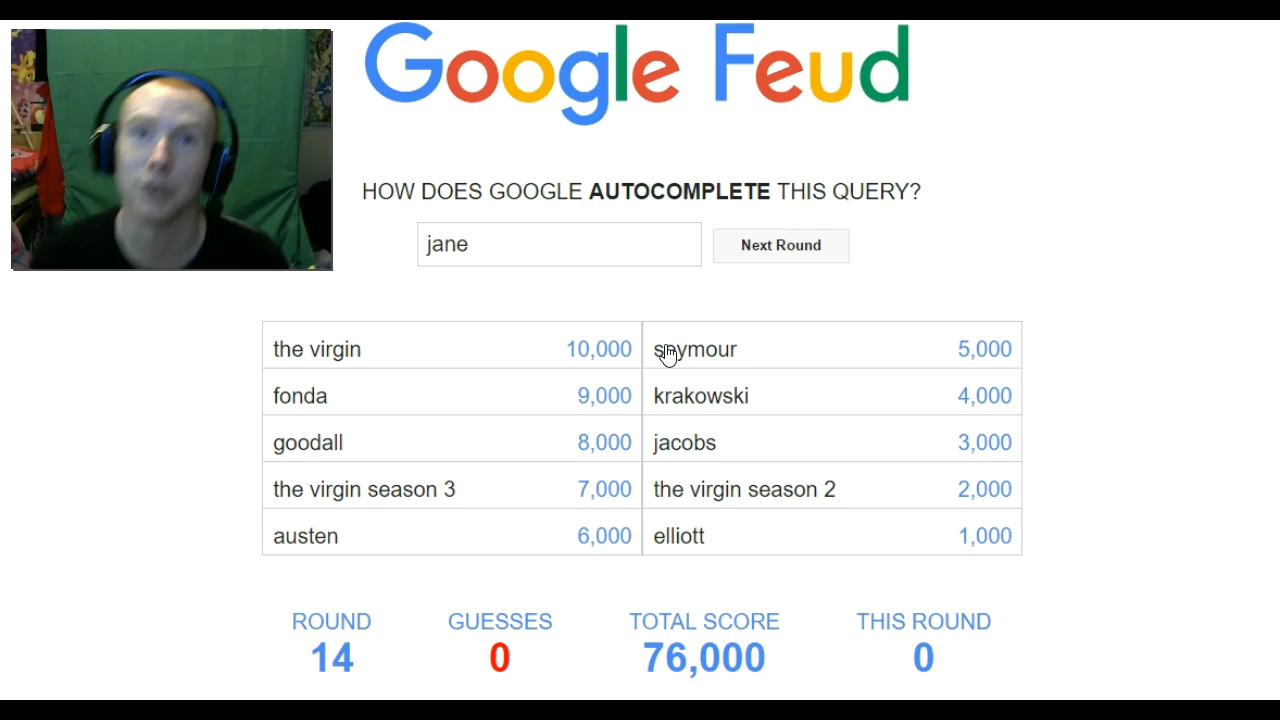 Google Feud
HOW DOES GOOGLE AUTOCOMPLETE THIS QUERY?
jane
Next Round
the virgin 10,000
seymour 5,000
fonda 9,000
krakowski 4,000
goodall 8,000
jacobs 3,000
the virgin season 3 7,000
the virgin season 2 2,000
austen 6,000
elliott 1,000
ROUND GUESSES TOTAL SCORE THIS ROUND
14 0 76,000 0